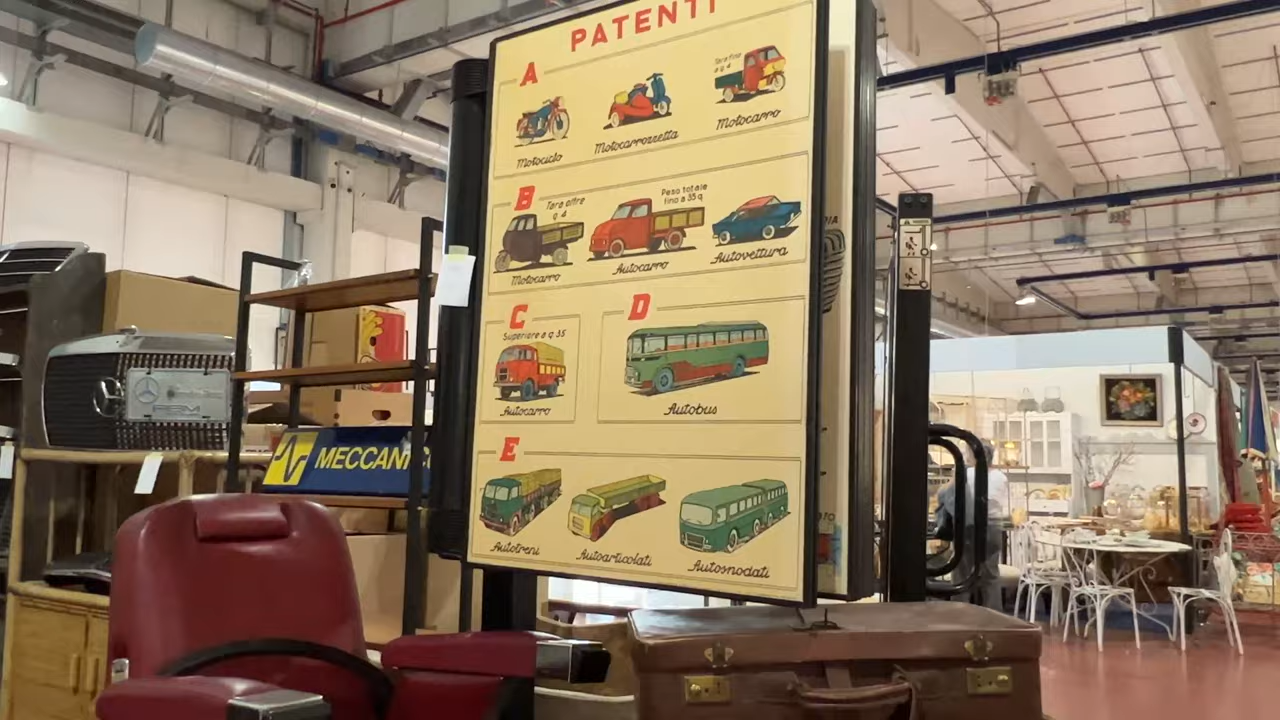 PATENTI
A
Tara fino
a q. 4
Motociclo
Motocarrozzetta
Motocarro
B
Tara oltre
q. 4
Peso totale
fino a 35 q
Motocarro
Autocarro
Autovettura
C
D
Superiore a q. 35
Autocarro
Autobus
E
Autotreni
Autoarticolati
Autosnodati
MECCANICO